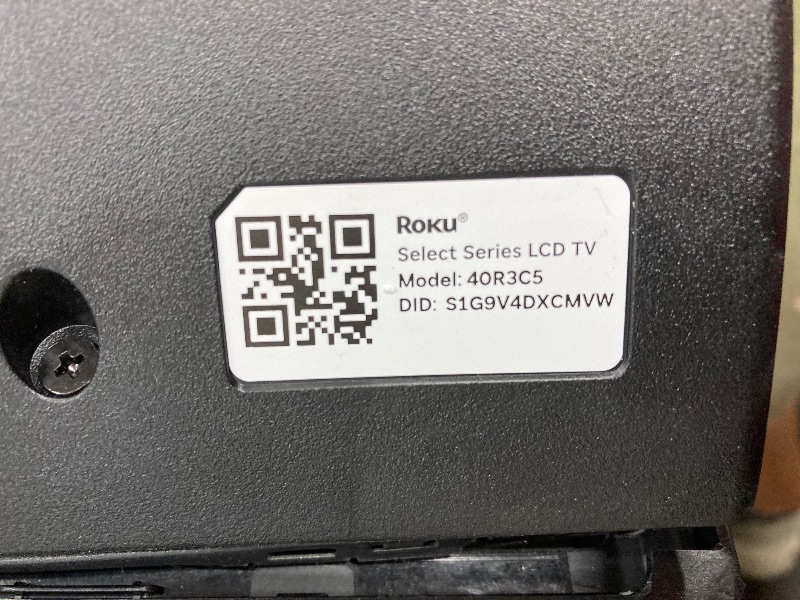 Roku®
Select Series LCD TV
Model: 40R3C5
DID: S1G9V4DXCMVW